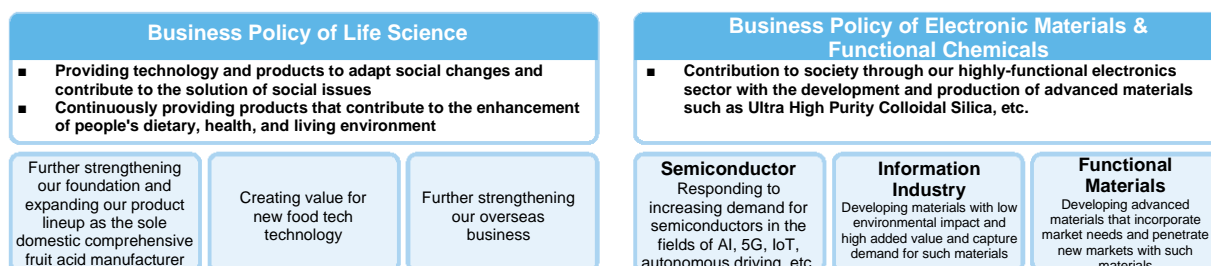 Business Policy of Life Science
■ Providing technology and products to adapt social changes and
contribute to the solution of social issues
■ Continuously providing products that contribute to the enhancement
of people's dietary, health, and living environment
Further strengthening
our foundation and
expanding our product
lineup as the sole
domestic comprehensive
fruit acid manufacturer
Creating value for
new food tech
technology
Further strengthening
our overseas
business
Business Policy of Electronic Materials &
Functional Chemicals
■ Contribution to society through our highly-functional electronics
sector with the development and production of advanced materials
such as Ultra High Purity Colloidal Silica, etc.
Semiconductor
Responding to
increasing demand for
semiconductors in the
fields of AI, 5G, IoT,
autonomous driving, etc.
Information
Industry
Developing materials with low
environmental impact and
high added value and capture
demand for such materials
Functional
Materials
Developing advanced
materials that incorporate
market needs and penetrate
new markets with such
materials